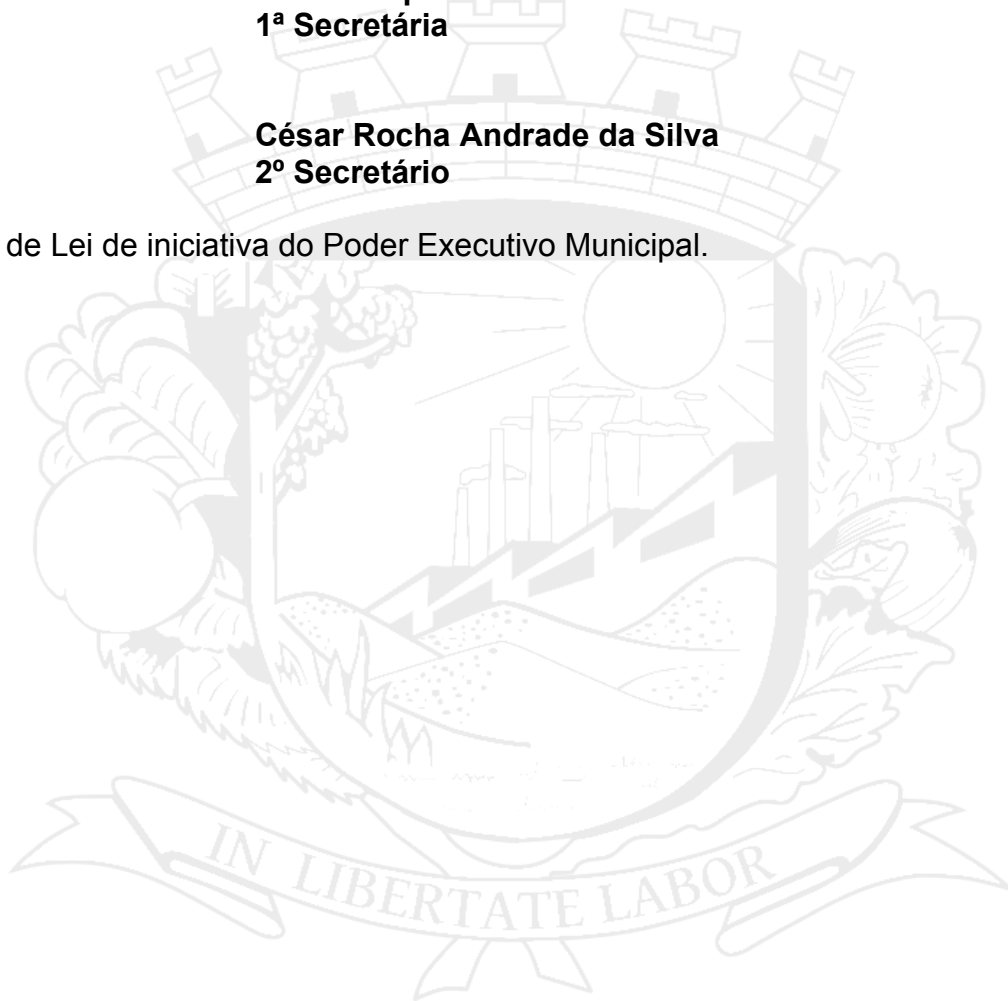 1ª Secretária
César Rocha Andrade da Silva
2º Secretário
de Lei de iniciativa do Poder Executivo Municipal.
IN LIBERTATE LABOR